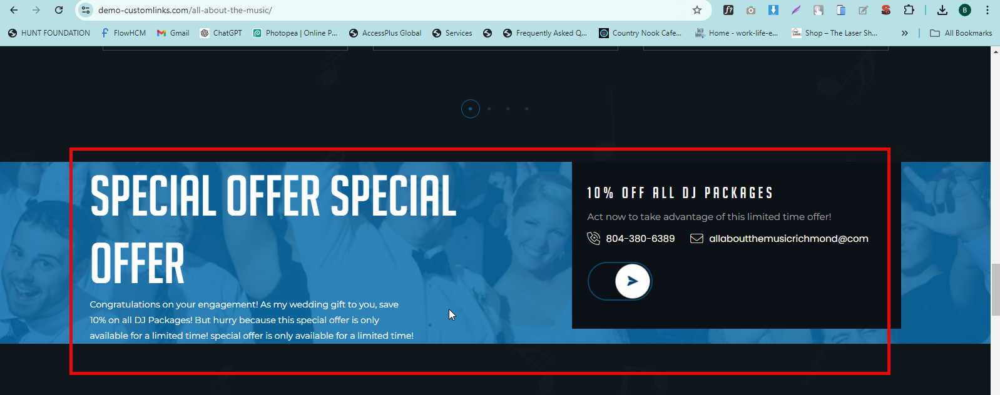 demo-customlinks.com/all-about-the-music/
HUNT FOUNDATION FlowHCM Gmail ChatGPT Photopea | Online P... AccessPlus Global Services Frequently Asked Q... Country Nook Cafe... Home - work-life-e... Shop – The Laser Sh... » All Bookmarks
SPECIAL OFFER SPECIAL
OFFER
Congratulations on your engagement! As my wedding gift to you, save
10% on all DJ Packages! But hurry because this special offer is only
available for a limited time! special offer is only available for a limited time!
10% OFF ALL DJ PACKAGES
Act now to take advantage of this limited time offer!
804-380-6389 allaboutthemusicrichmond@com